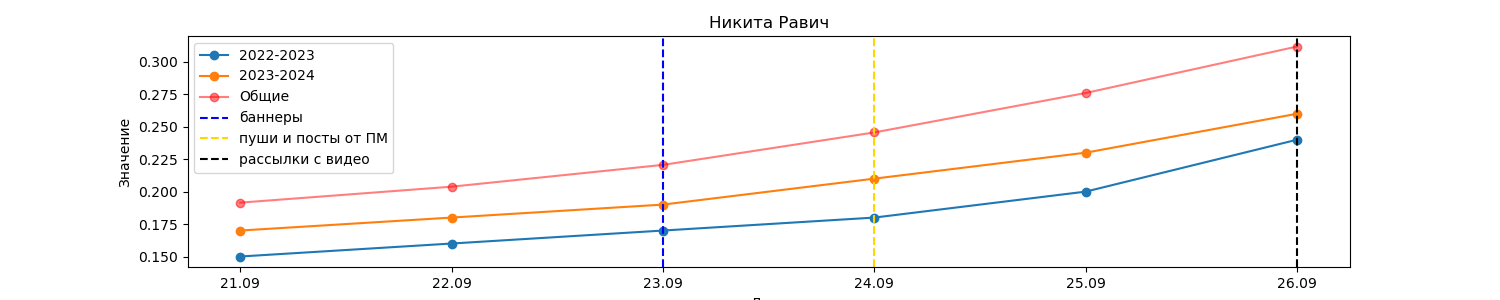 Никита Равич
2022-2023
2023-2024
Общие
баннеры
пуши и посты от ПМ
рассылки с видео
Значение
0.300
0.275
0.250
0.225
0.200
0.175
0.150
21.09 22.09 23.09 24.09 25.09 26.09